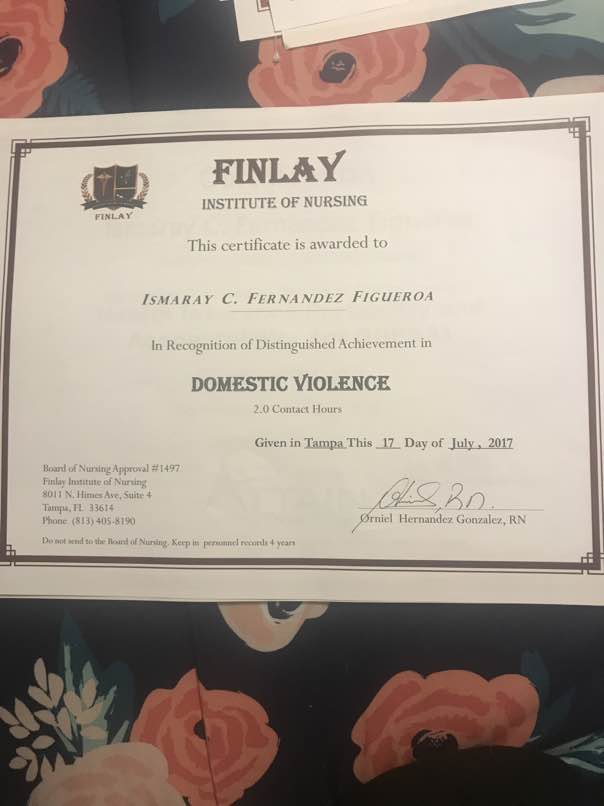 FINLAY
INSTITUTE OF NURSING
FINLAY
This certificate is awarded to
ISMARAY C. FERNANDEZ FIGUEROA
In Recognition of Distinguished Achievement in
DOMESTIC VIOLENCE
2.0 Contact Hours
Given in Tampa This 17 Day of July, 2017
Board of Nursing Approval #1497
Finlay Institute of Nursing
8011 N. Himes Ave, Suite 4
Tampa, FL 33614
Phone (813) 405-8190
RN.
Orniel Hernandez Gonzalez, RN
Do not send to the Board of Nursing. Keep in personnel records 4 years